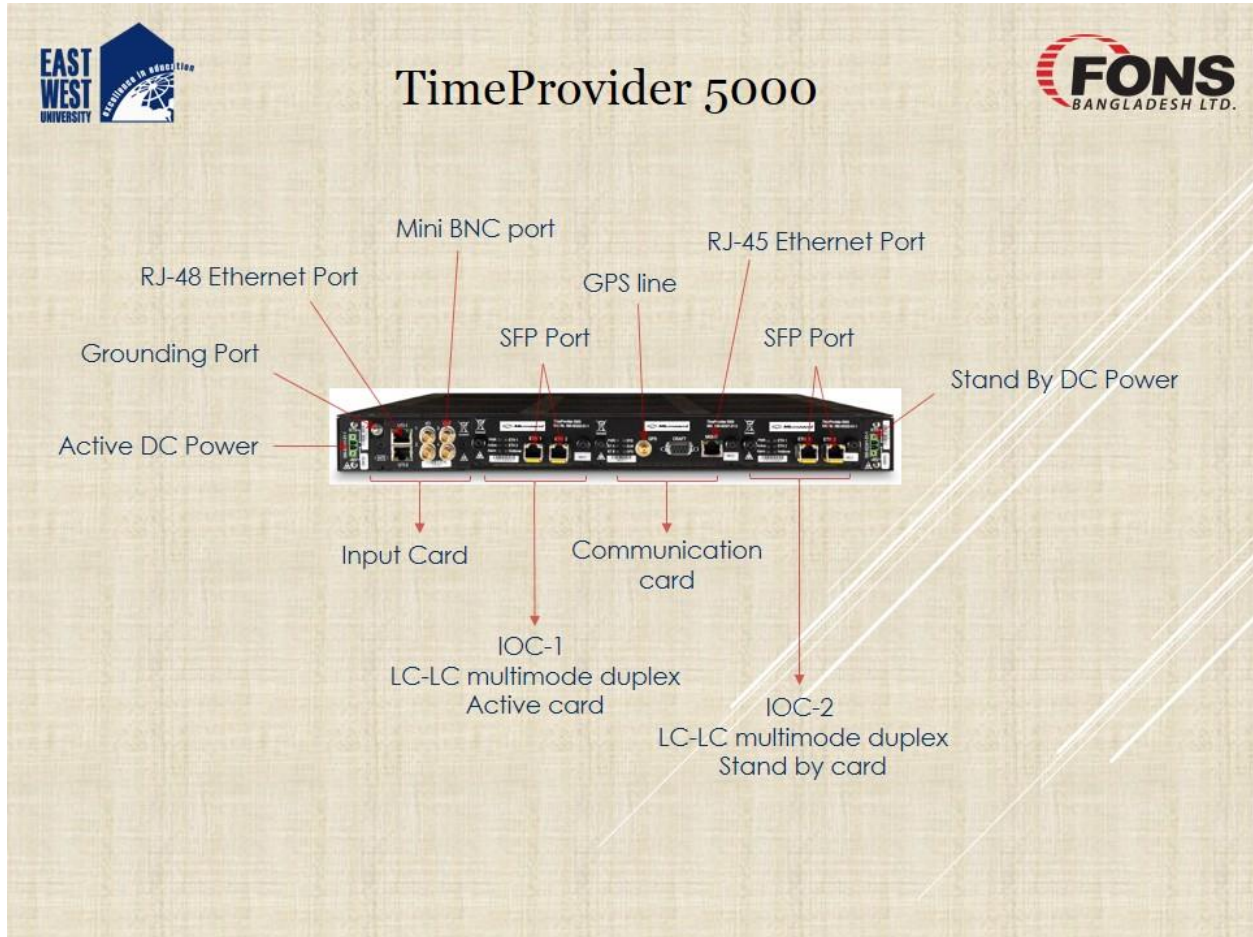 EAST
WEST
UNIVERSITY
excellence in education
TimeProvider 5000
FONS
BANGLADESH LTD.
Mini BNC port
RJ-45 Ethernet Port
RJ-48 Ethernet Port
GPS line
SFP Port
SFP Port
Grounding Port
Stand By DC Power
Active DC Power
GPS
CRAFT
Input Card
Communication
card
IOC-1
LC-LC multimode duplex
Active card
IOC-2
LC-LC multimode duplex
Stand by card